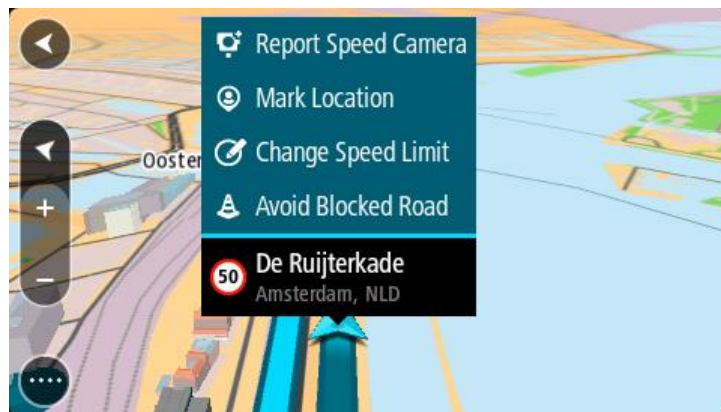 Report Speed Camera
Mark Location
Change Speed Limit
Ooster
Avoid Blocked Road
50
De Ruijterkade
Amsterdam, NLD
+
-